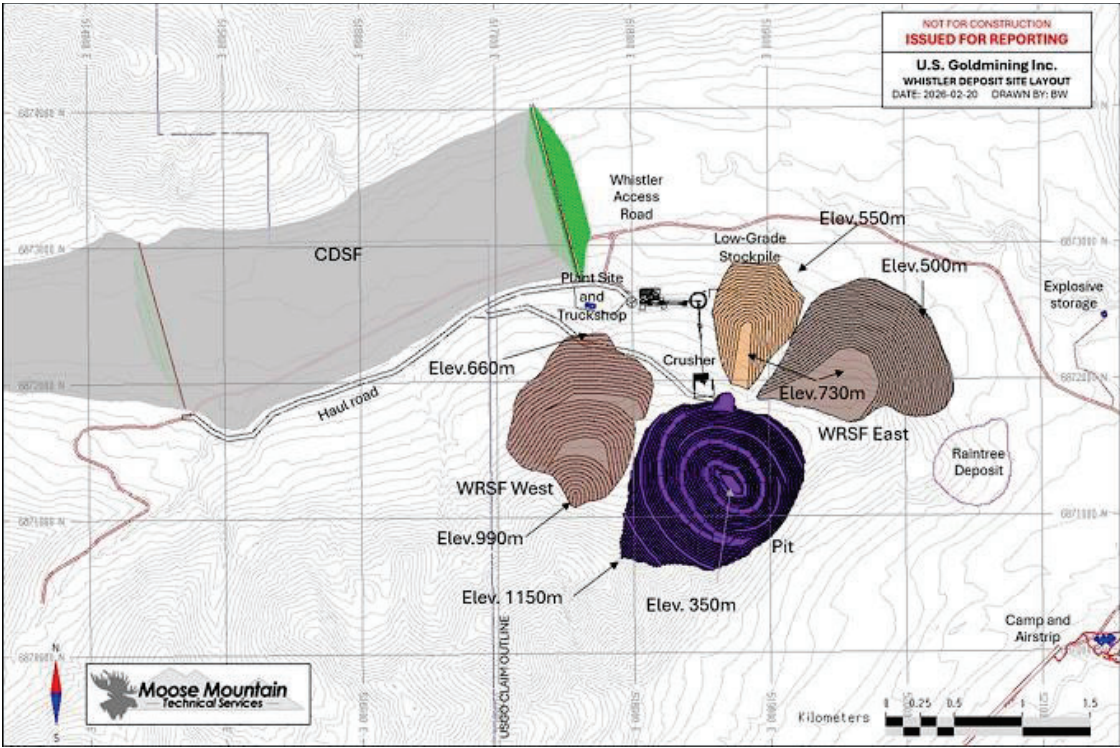 NOT FOR CONSTRUCTION
ISSUED FOR REPORTING
U.S. Goldmining Inc.
WHISTLER DEPOSIT SITE LAYOUT
DATE: 2026-02-20 DRAWN BY: BW
Whistler
Access
Road
Elev.550m
Low-Grade
Stockpile
CDSF
Elev.500m
Plant Site
and
Truckshop
Explosive
storage
Crusher
Elev.660m
Elev.730m
Haul road
WRSF East
Raintree
Deposit
WRSF West
Elev.990m
Pit
Elev. 1150m
Elev. 350m
Camp and
Airstrip
USGO CLAIM OUTLINE
N
S
Moose Mountain
Technical Services
Kilometers
0 0.25 0.5 1 1.5
6873000 N
6872000 N
6871000 N